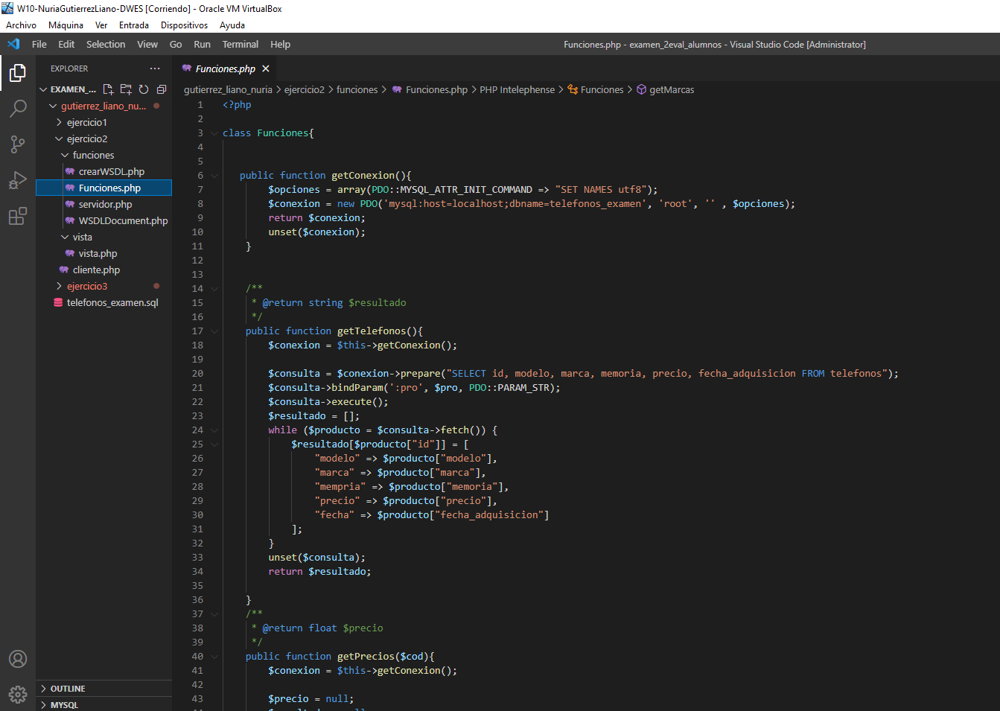 W10-NuriaGutierrezLiano-DWES [Corriendo] - Oracle VM VirtualBox
Archivo Máquina Ver Entrada Dispositivos Ayuda
File Edit Selection View Go Run Terminal Help
Funciones.php - examen_2eval_alumnos - Visual Studio Code [Administrator]
EXPLORER ...
EXAMEN_...
gutierrez_liano_nu...
ejercicio1
ejercicio2
funciones
crearWSDL.php
Funciones.php
servidor.php
WSDLDocument.php
vista
vista.php
cliente.php
ejercicio3
telefonos_examen.sql
OUTLINE
MYSQL
Funciones.php
gutierrez_liano_nuria > ejercicio2 > funciones > Funciones.php > PHP Intelephense > Funciones > getMarcas
1 <?php
2
3 class Funciones{
4
5
6 public function getConexion(){
7 $opciones = array(PDO::MYSQL_ATTR_INIT_COMMAND => "SET NAMES utf8");
8 $conexion = new PDO('mysql:host=localhost;dbname=telefonos_examen', 'root', '' , $opciones);
9 return $conexion;
10 unset($conexion);
11 }
12
13
14 /**
15 * @return string $resultado
16 */
17 public function getTelefonos(){
18 $conexion = $this->getConexion();
19
20 $consulta = $conexion->prepare("SELECT id, modelo, marca, memoria, precio, fecha_adquisicion FROM telefonos");
21 $consulta->bindParam(':pro', $pro, PDO::PARAM_STR);
22 $consulta->execute();
23 $resultado = [];
24 while ($producto = $consulta->fetch()) {
25 $resultado[$producto["id"]] = [
26 "modelo" => $producto["modelo"],
27 "marca" => $producto["marca"],
28 "mempria" => $producto["memoria"],
29 "precio" => $producto["precio"],
30 "fecha" => $producto["fecha_adquisicion"]
31 ];
32 }
33 unset($consulta);
34 return $resultado;
35
36 }
37 /**
38 * @return float $precio
39 */
40 public function getPrecios($cod){
41 $conexion = $this->getConexion();
42
43 $precio = null;